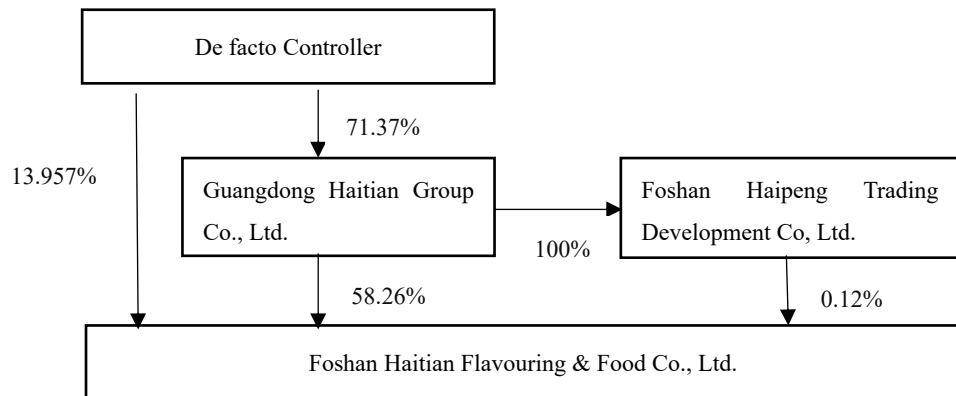 De facto Controller
71.37%
13.957%
Guangdong Haitian Group
Co., Ltd.
Foshan Haipeng Trading
Development Co, Ltd.
100%
58.26%
0.12%
Foshan Haitian Flavouring & Food Co., Ltd.